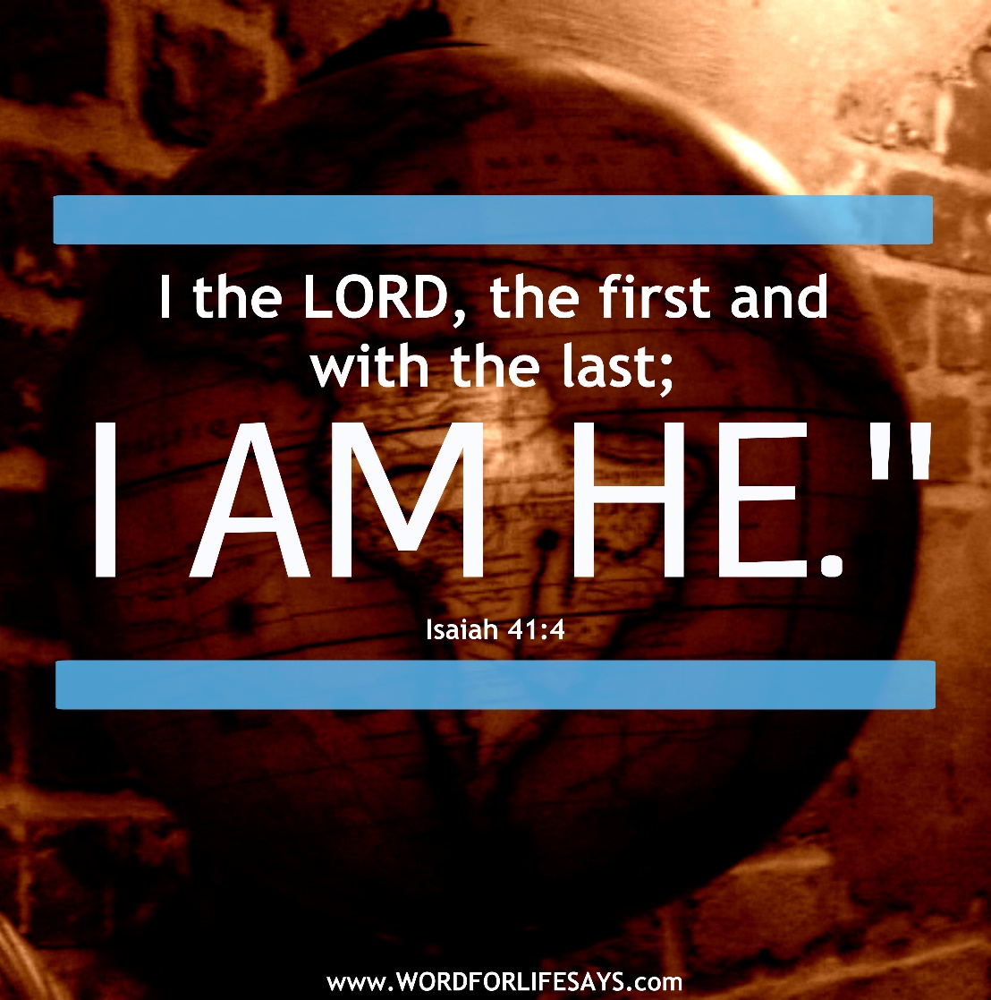 I the LORD, the first and
with the last;
I AM HE."
Isaiah 41:4
www.WORDFORLIFESAYS.com